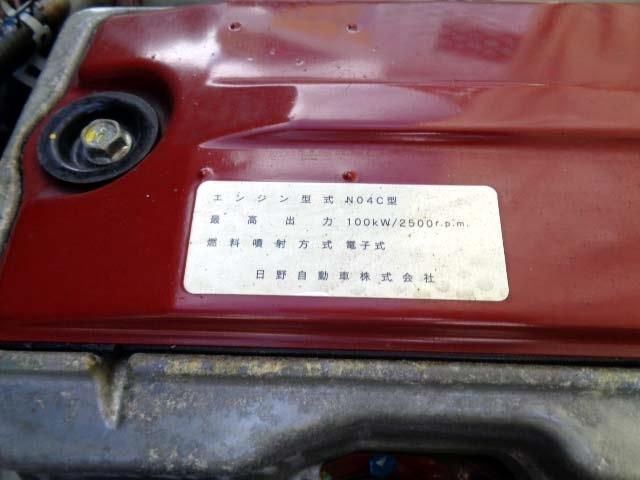 エンジン型式 N04C型
最高出力 100kW/2500r.p.m.
燃料噴射方式 電子式
日野自動車株式会社